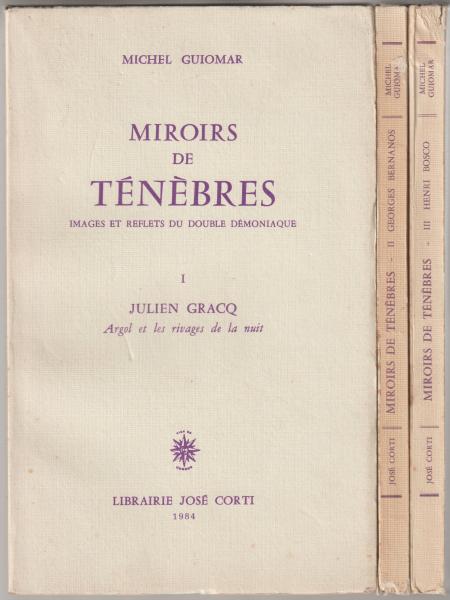 MICHEL GUIOMAR
MIROIRS
DE
TÉNÈBRES
IMAGES ET REFLETS DU DOUBLE DÉMONIAQUE
I
JULIEN GRACQ
Argol et les rivages de la nuit
LIBRAIRIE JOSÉ CORTI
1984
MICHEL
GUIOMAR
MIROIRS DE TÉNÈBRES - II GEORGES BERNANOS
JOSÉ CORTI
MICHEL
GUIOMAR
MIROIRS DE TÉNÈBRES - III HENRI BOSCO
JOSÉ CORTI